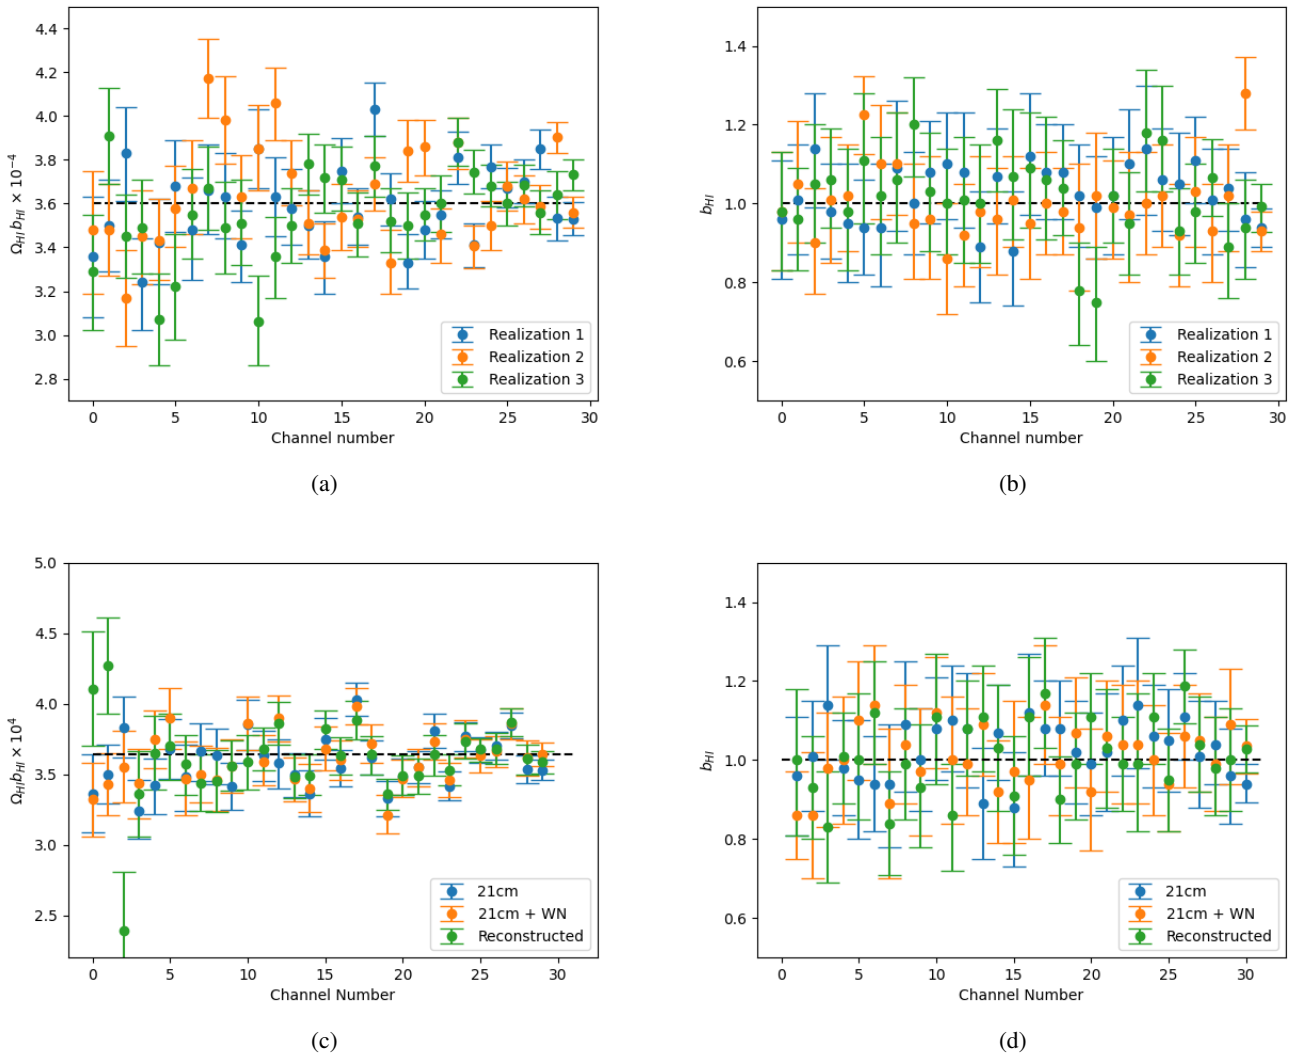 4.4
4.2
4.0
3.8
3.6
3.4
3.2
3.0
2.8
Ω_HI b_HI × 10⁻⁴
0 5 10 15 20 25 30
Channel number
Realization 1
Realization 2
Realization 3
(a)
1.4
1.2
1.0
0.8
0.6
b_HI
0 5 10 15 20 25 30
Channel number
Realization 1
Realization 2
Realization 3
(b)
5.0
4.5
4.0
3.5
3.0
2.5
Ω_HI b_HI × 10⁴
0 5 10 15 20 25 30
Channel Number
21cm
21cm + WN
Reconstructed
(c)
1.4
1.2
1.0
0.8
0.6
b_HI
0 5 10 15 20 25 30
Channel Number
21cm
21cm + WN
Reconstructed
(d)